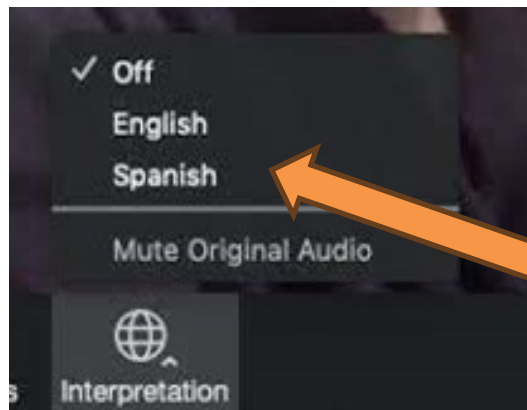 ✓ Off
English
Spanish
Mute Original Audio
s
Interpretation